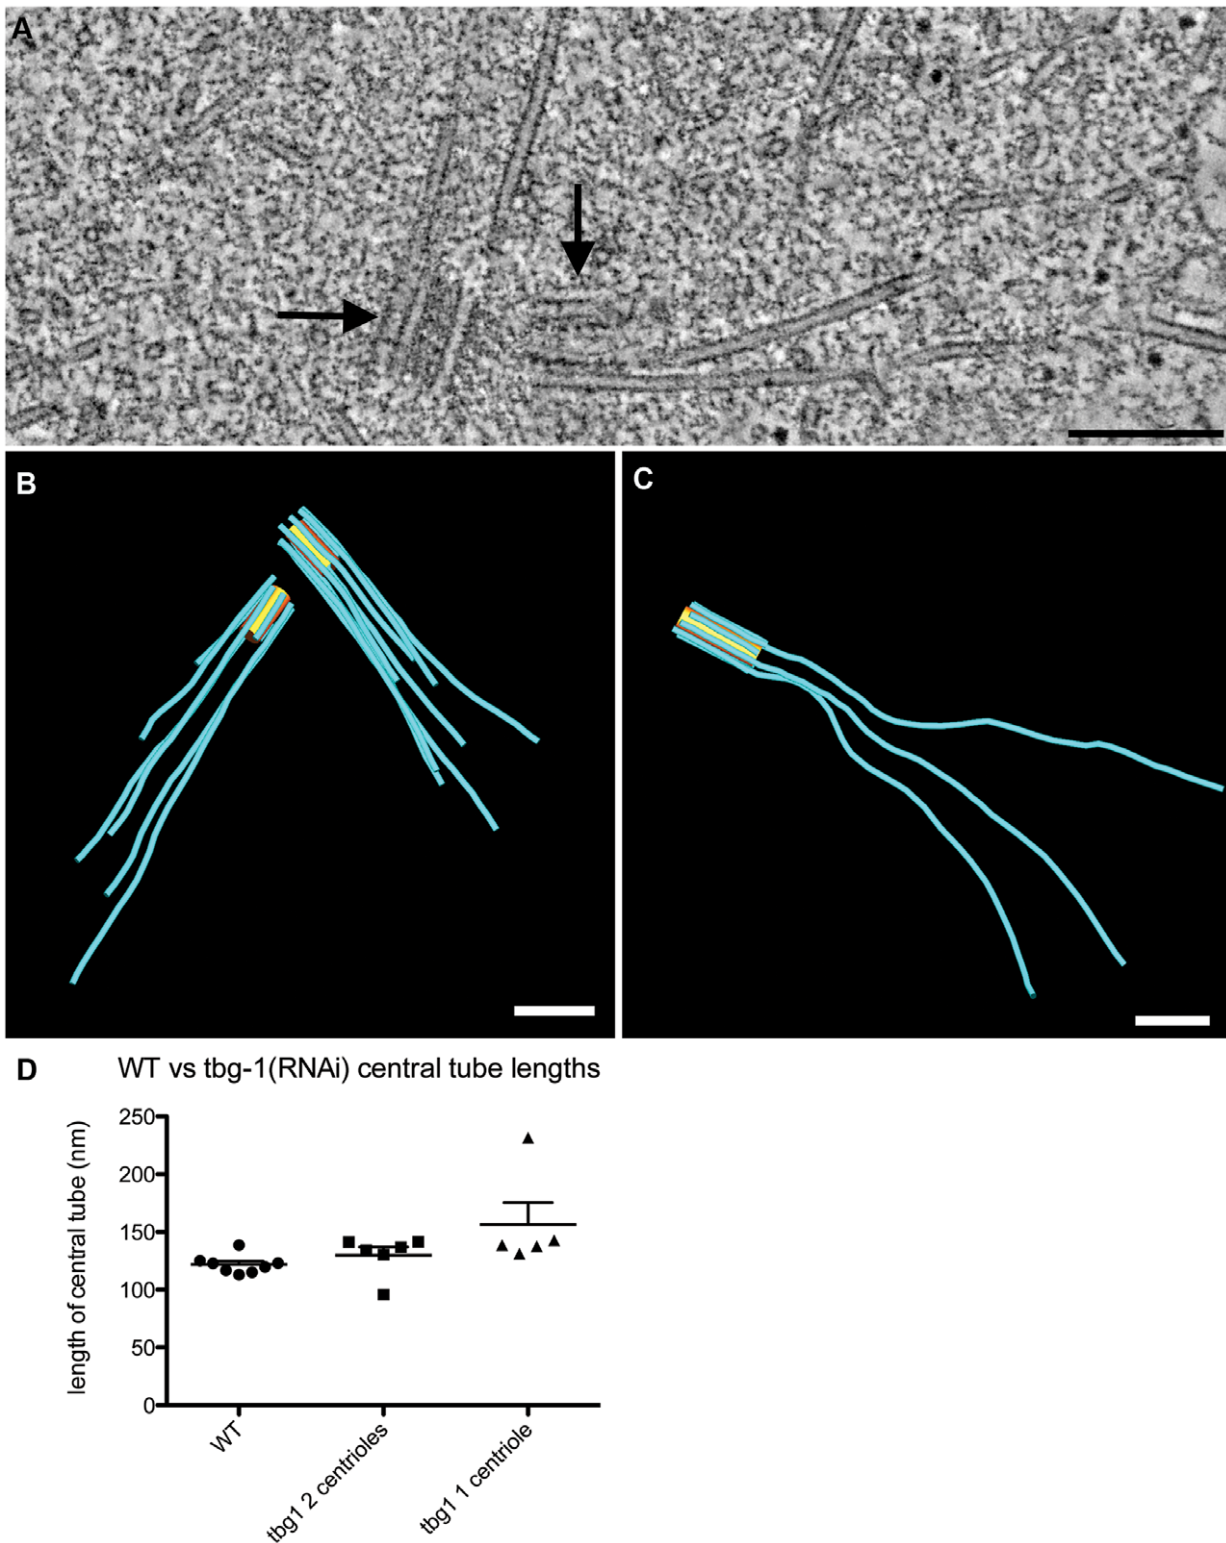 A
B
C
D
WT vs tbg-1(RNAi) central tube lengths
length of central tube (nm)
250
200
150
100
50
0
WT
tbg1 2 centrioles
tbg1 1 centriole